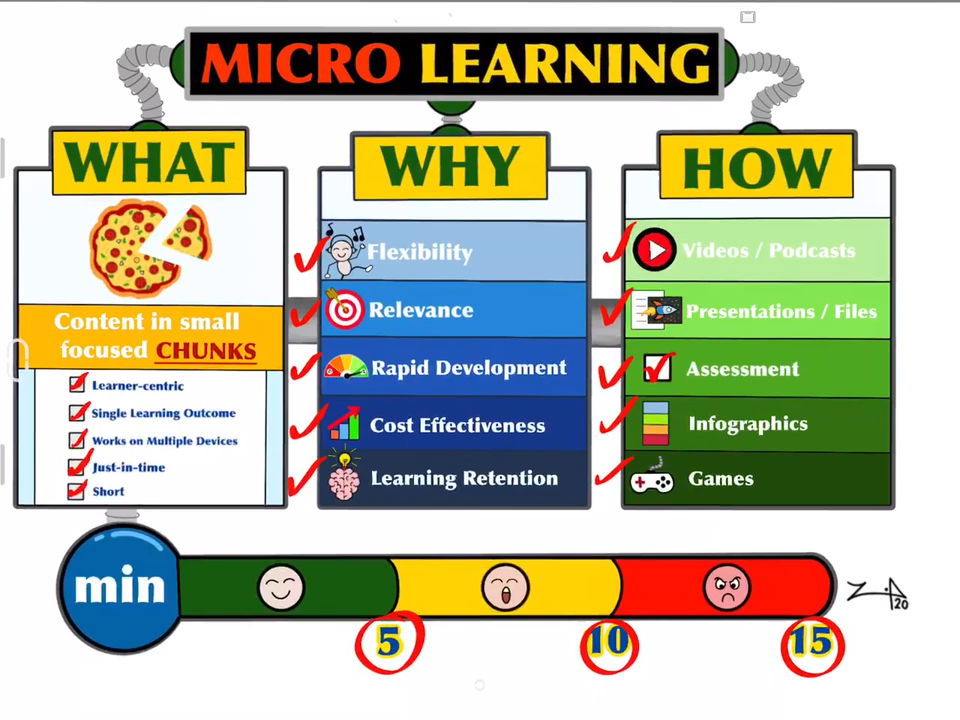 MICRO LEARNING
WHAT
Content in small
focused CHUNKS
Learner-centric
Single Learning Outcome
Works on Multiple Devices
Just-in-time
Short
WHY
Flexibility
Relevance
Rapid Development
Cost Effectiveness
Learning Retention
HOW
Videos / Podcasts
Presentations / Files
Assessment
Infographics
Games
min
5
10
15
20